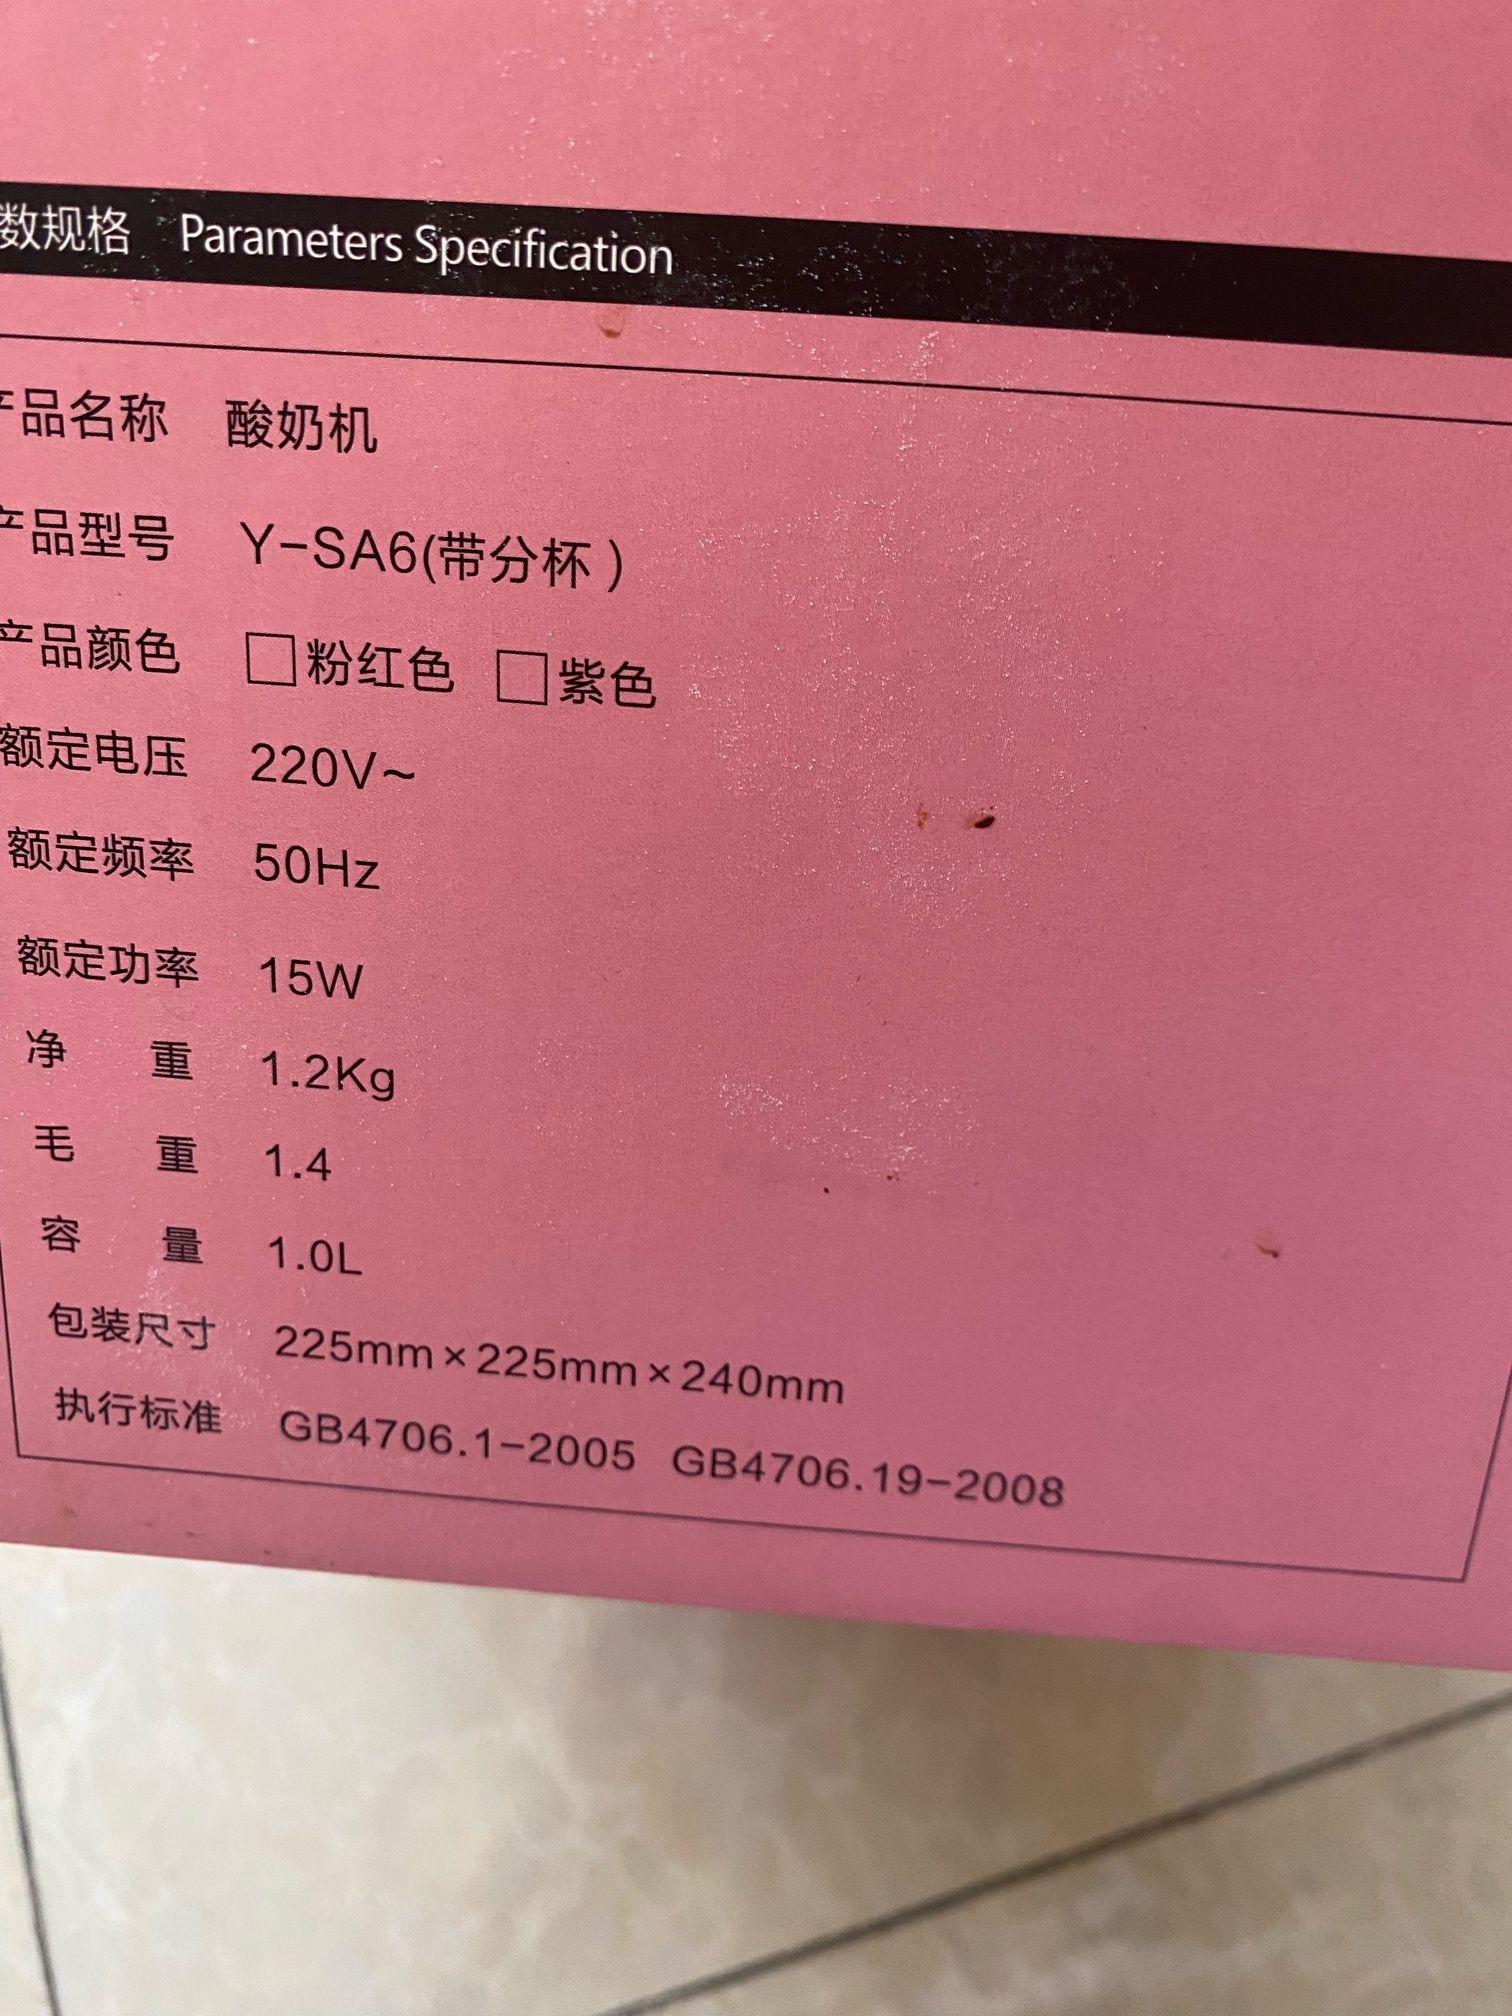 数规格 Parameters Specification
产品名称 酸奶机
产品型号 Y-SA6(带分杯)
产品颜色 □粉红色 □紫色
额定电压 220V~
额定频率 50Hz
额定功率 15W
净重 1.2Kg
毛重 1.4
容量 1.0L
包装尺寸 225mm×225mm×240mm
执行标准 GB4706.1-2005 GB4706.19-2008